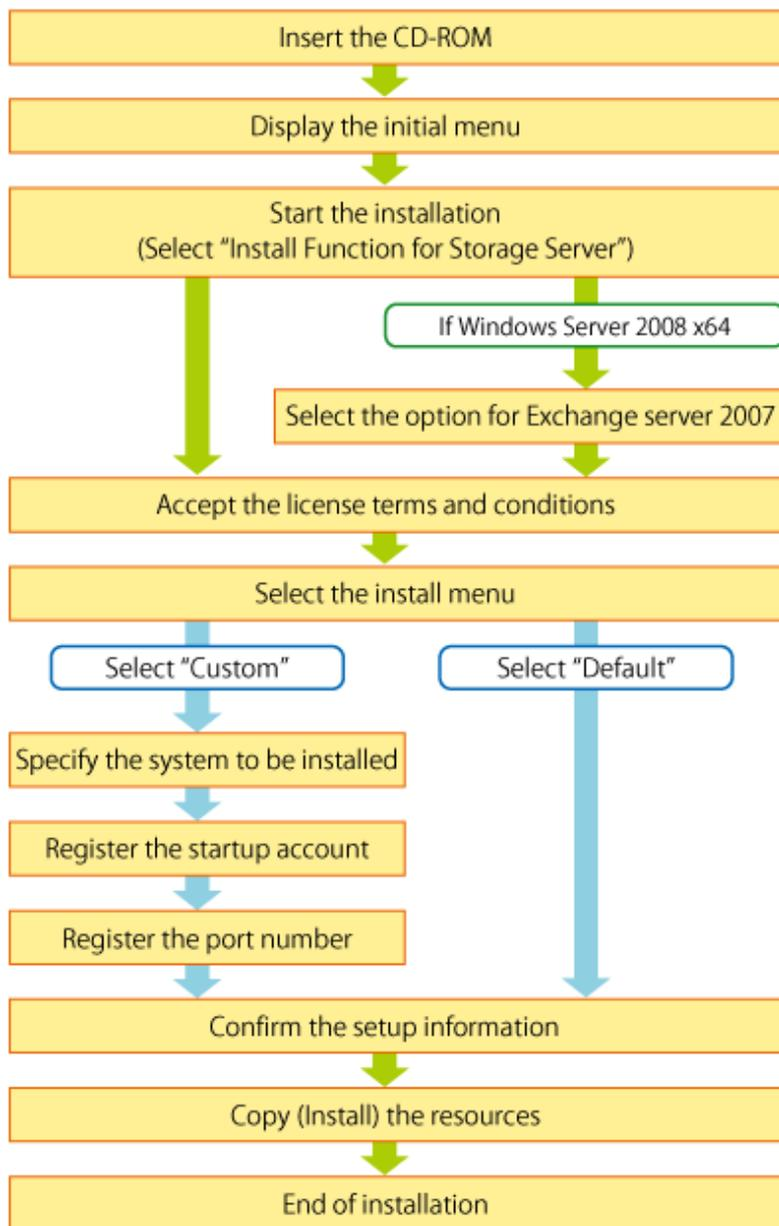 Insert the CD-ROM
Display the initial menu
Start the installation
(Select “Install Function for Storage Server”)
If Windows Server 2008 x64
Select the option for Exchange server 2007
Accept the license terms and conditions
Select the install menu
Select “Custom”
Select “Default”
Specify the system to be installed
Register the startup account
Register the port number
Confirm the setup information
Copy (Install) the resources
End of installation